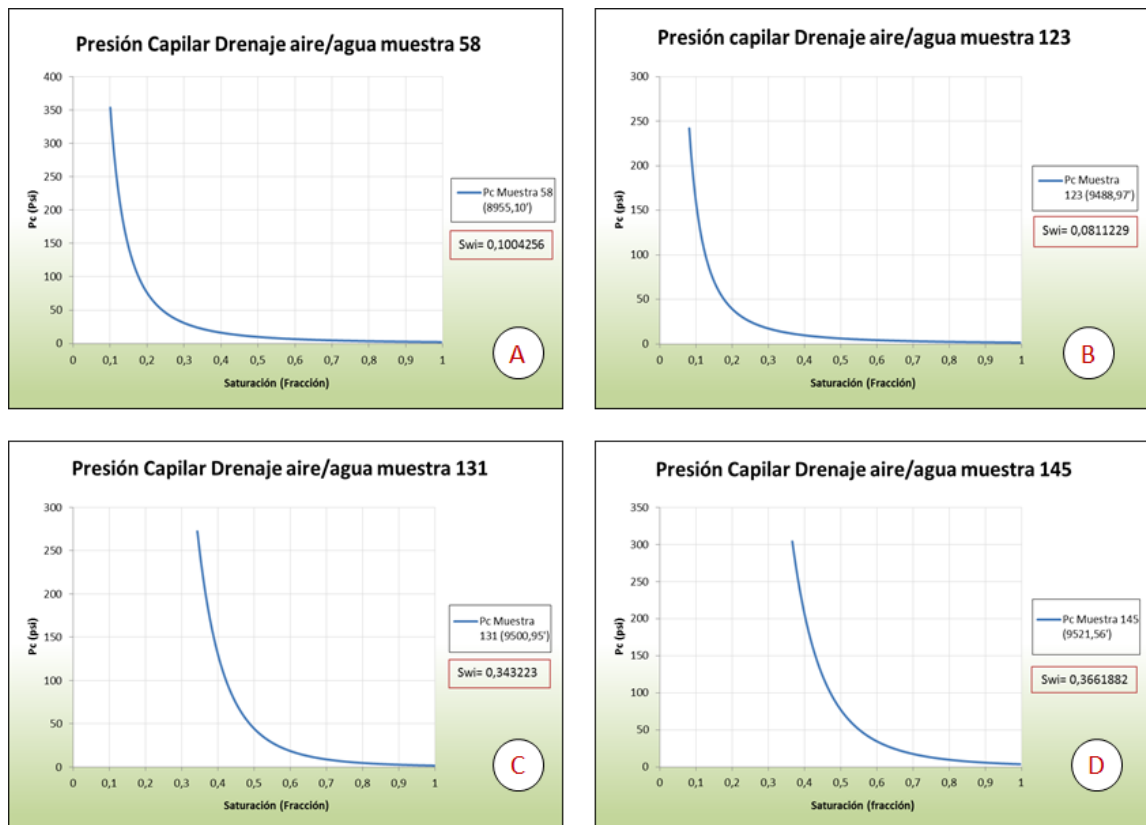 Presión Capilar Drenaje aire/agua muestra 58
400
350
300
250
200
150
100
50
0
Pc (Psi)
0 0,1 0,2 0,3 0,4 0,5 0,6 0,7 0,8 0,9 1
Saturación (Fracción)
Pc Muestra 58
(8955,10')
Swi= 0,1004256
A
Presión capilar Drenaje aire/agua muestra 123
300
250
200
150
100
50
0
Pc (Psi)
0 0,1 0,2 0,3 0,4 0,5 0,6 0,7 0,8 0,9 1
Saturación (Fracción)
Pc Muestra
123 (9488,97')
Swi= 0,0811229
B
Presión Capilar Drenaje aire/agua muestra 131
300
250
200
150
100
50
0
Pc (psi)
0 0,1 0,2 0,3 0,4 0,5 0,6 0,7 0,8 0,9 1
Saturación (Fracción)
Pc Muestra
131 (9500,95')
Swi= 0,343223
C
Presión Capilar Drenaje aire/agua muestra 145
350
300
250
200
150
100
50
0
Pc (psi)
0 0,1 0,2 0,3 0,4 0,5 0,6 0,7 0,8 0,9 1
Saturación (fracción)
Pc Muestra 145
(9521,56')
Swi= 0,3661882
D